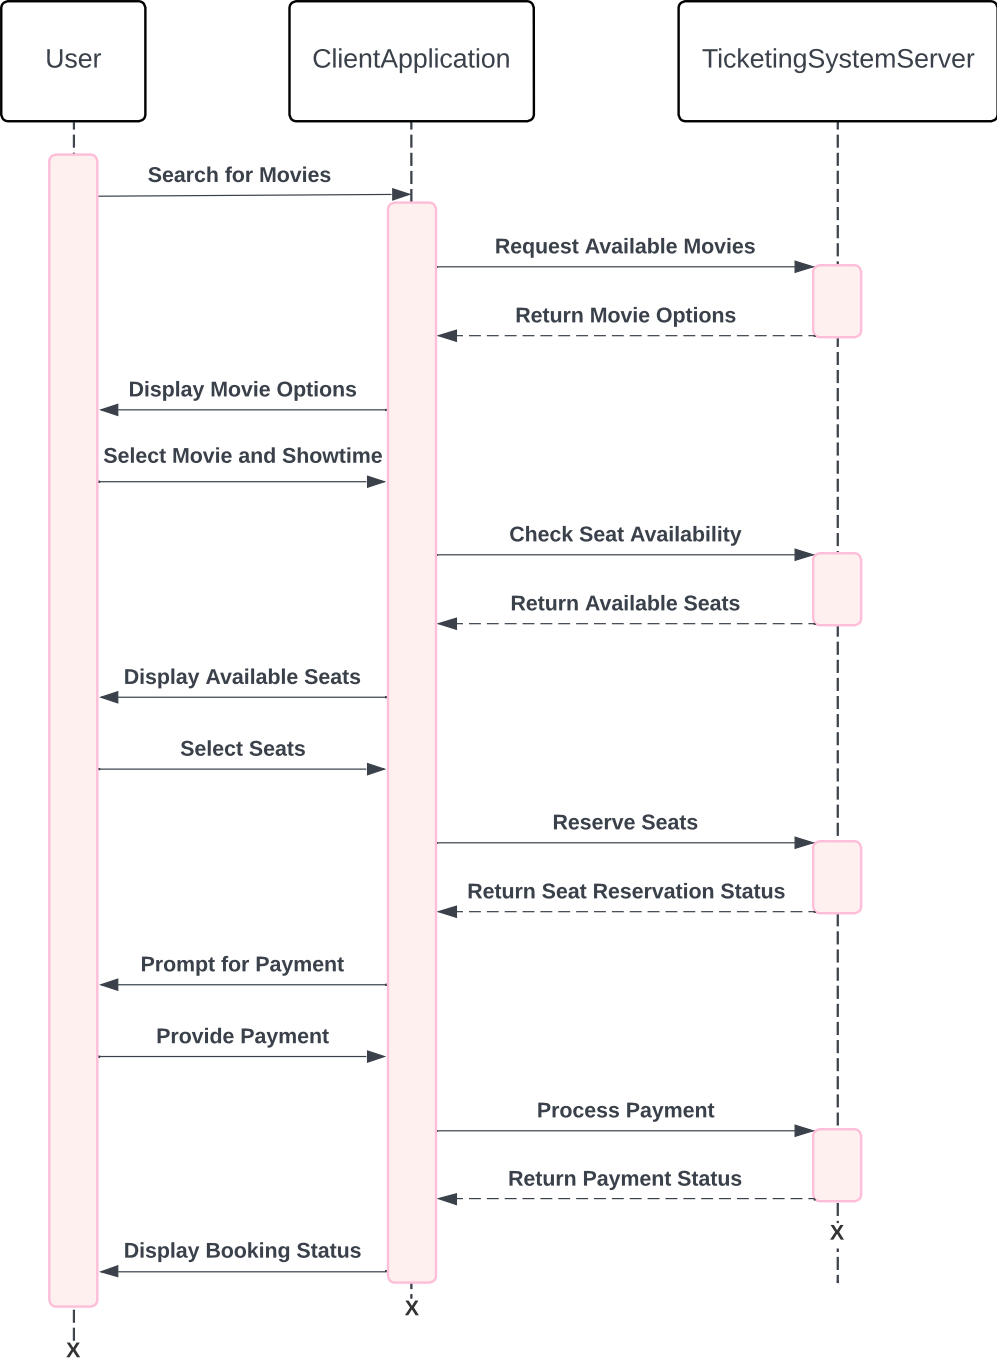 User
ClientApplication
TicketingSystemServer
Search for Movies
Request Available Movies
Return Movie Options
Display Movie Options
Select Movie and Showtime
Check Seat Availability
Return Available Seats
Display Available Seats
Select Seats
Reserve Seats
Return Seat Reservation Status
Prompt for Payment
Provide Payment
Process Payment
Return Payment Status
X
Display Booking Status
X
X